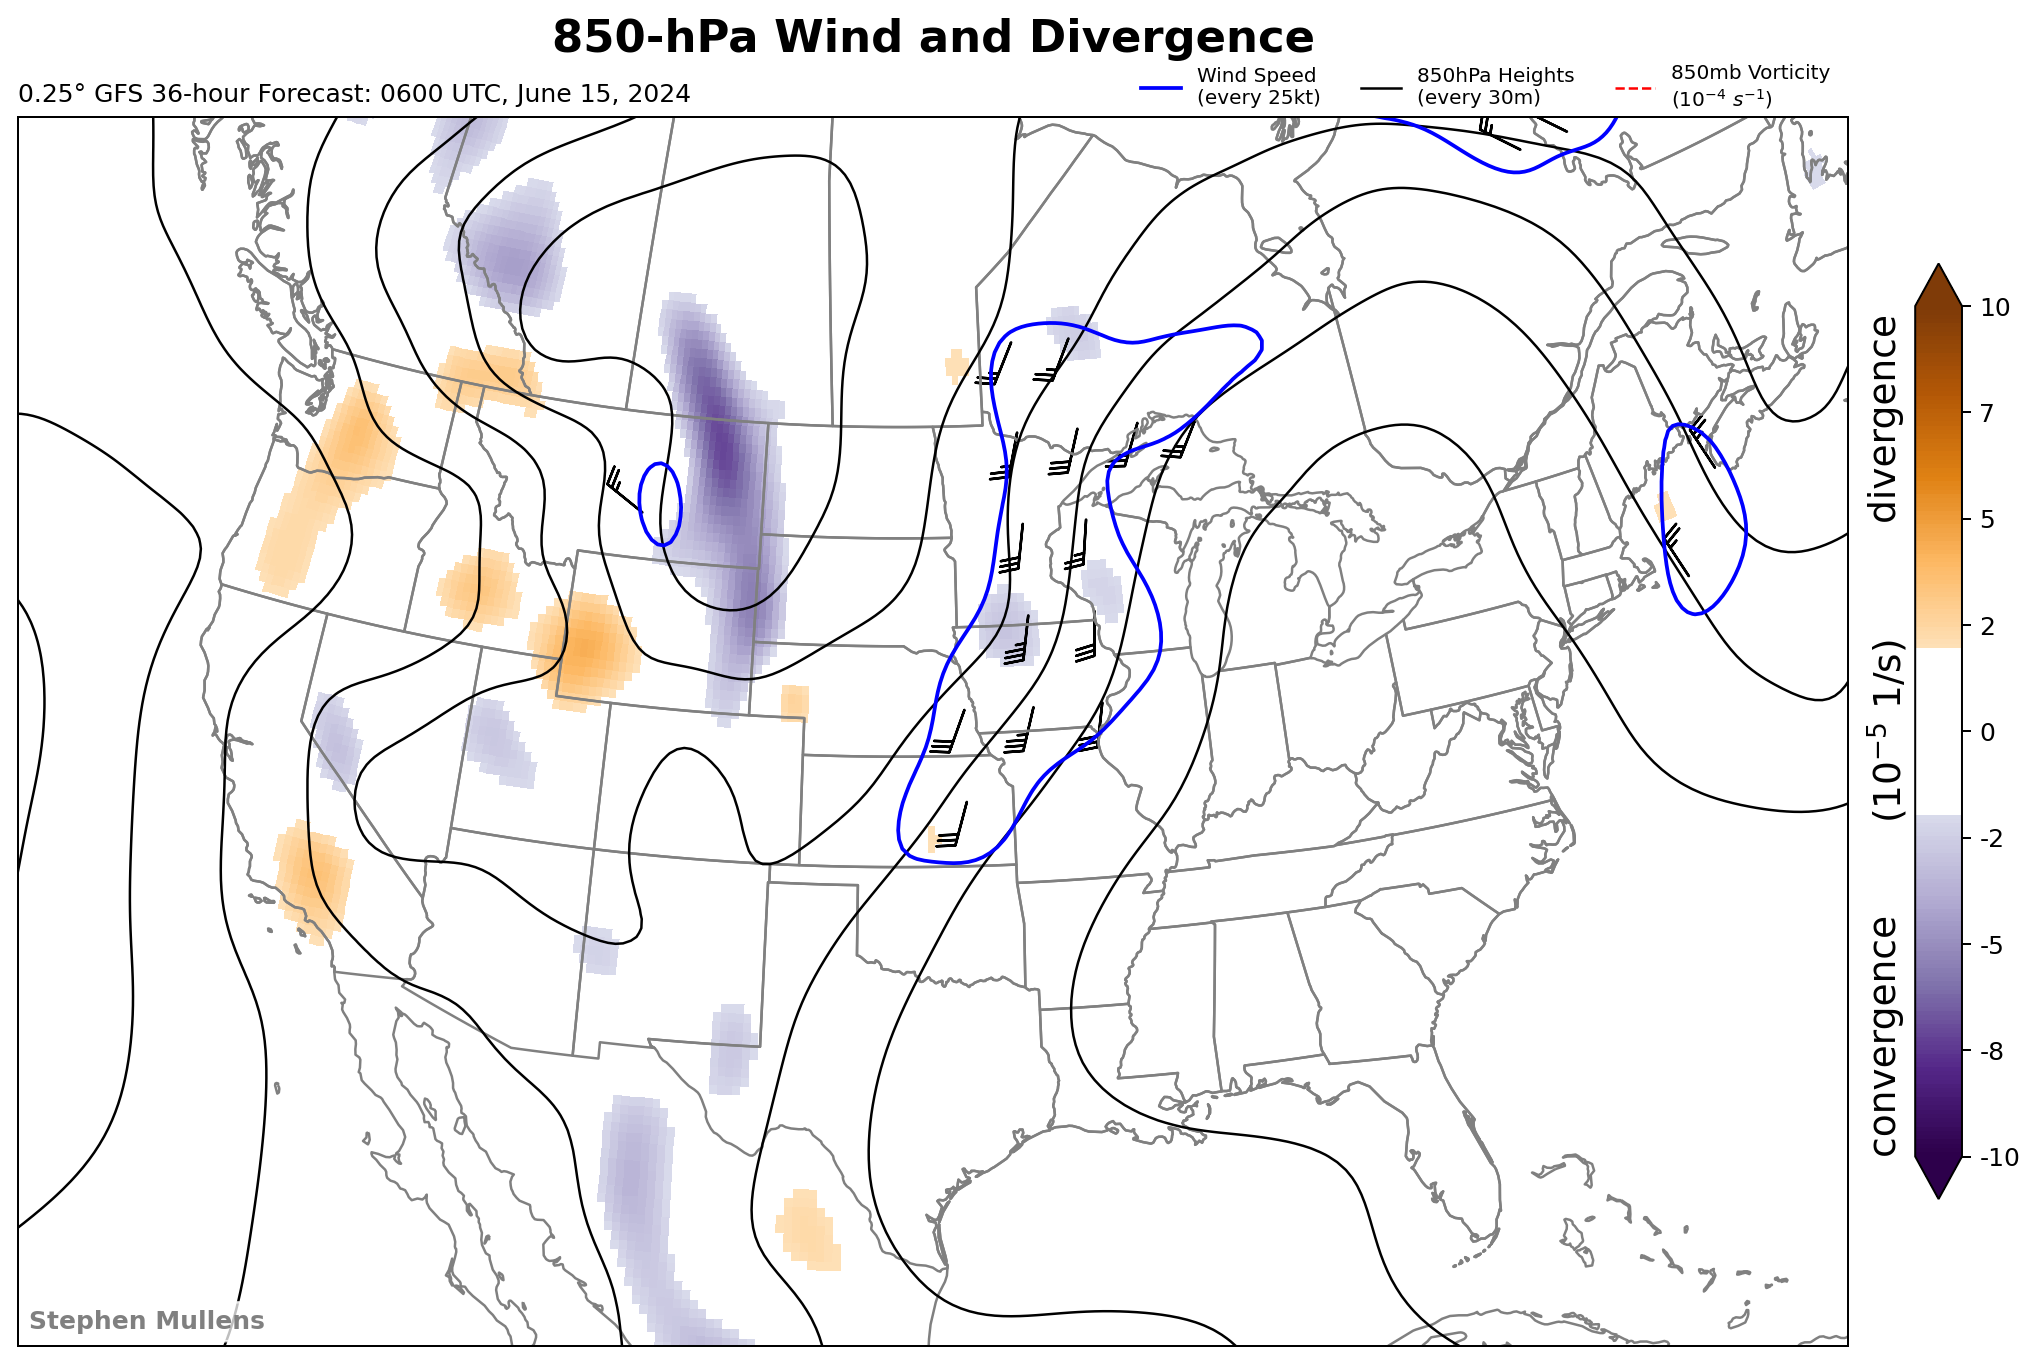 850-hPa Wind and Divergence
0.25° GFS 36-hour Forecast: 0600 UTC, June 15, 2024
Wind Speed
(every 25kt)
850hPa Heights
(every 30m)
850mb Vorticity
(10⁻⁴ s⁻¹)
10
7
5
2
0
-2
-5
-8
-10
convergence (10⁻⁵ 1/s) divergence
Stephen Mullens